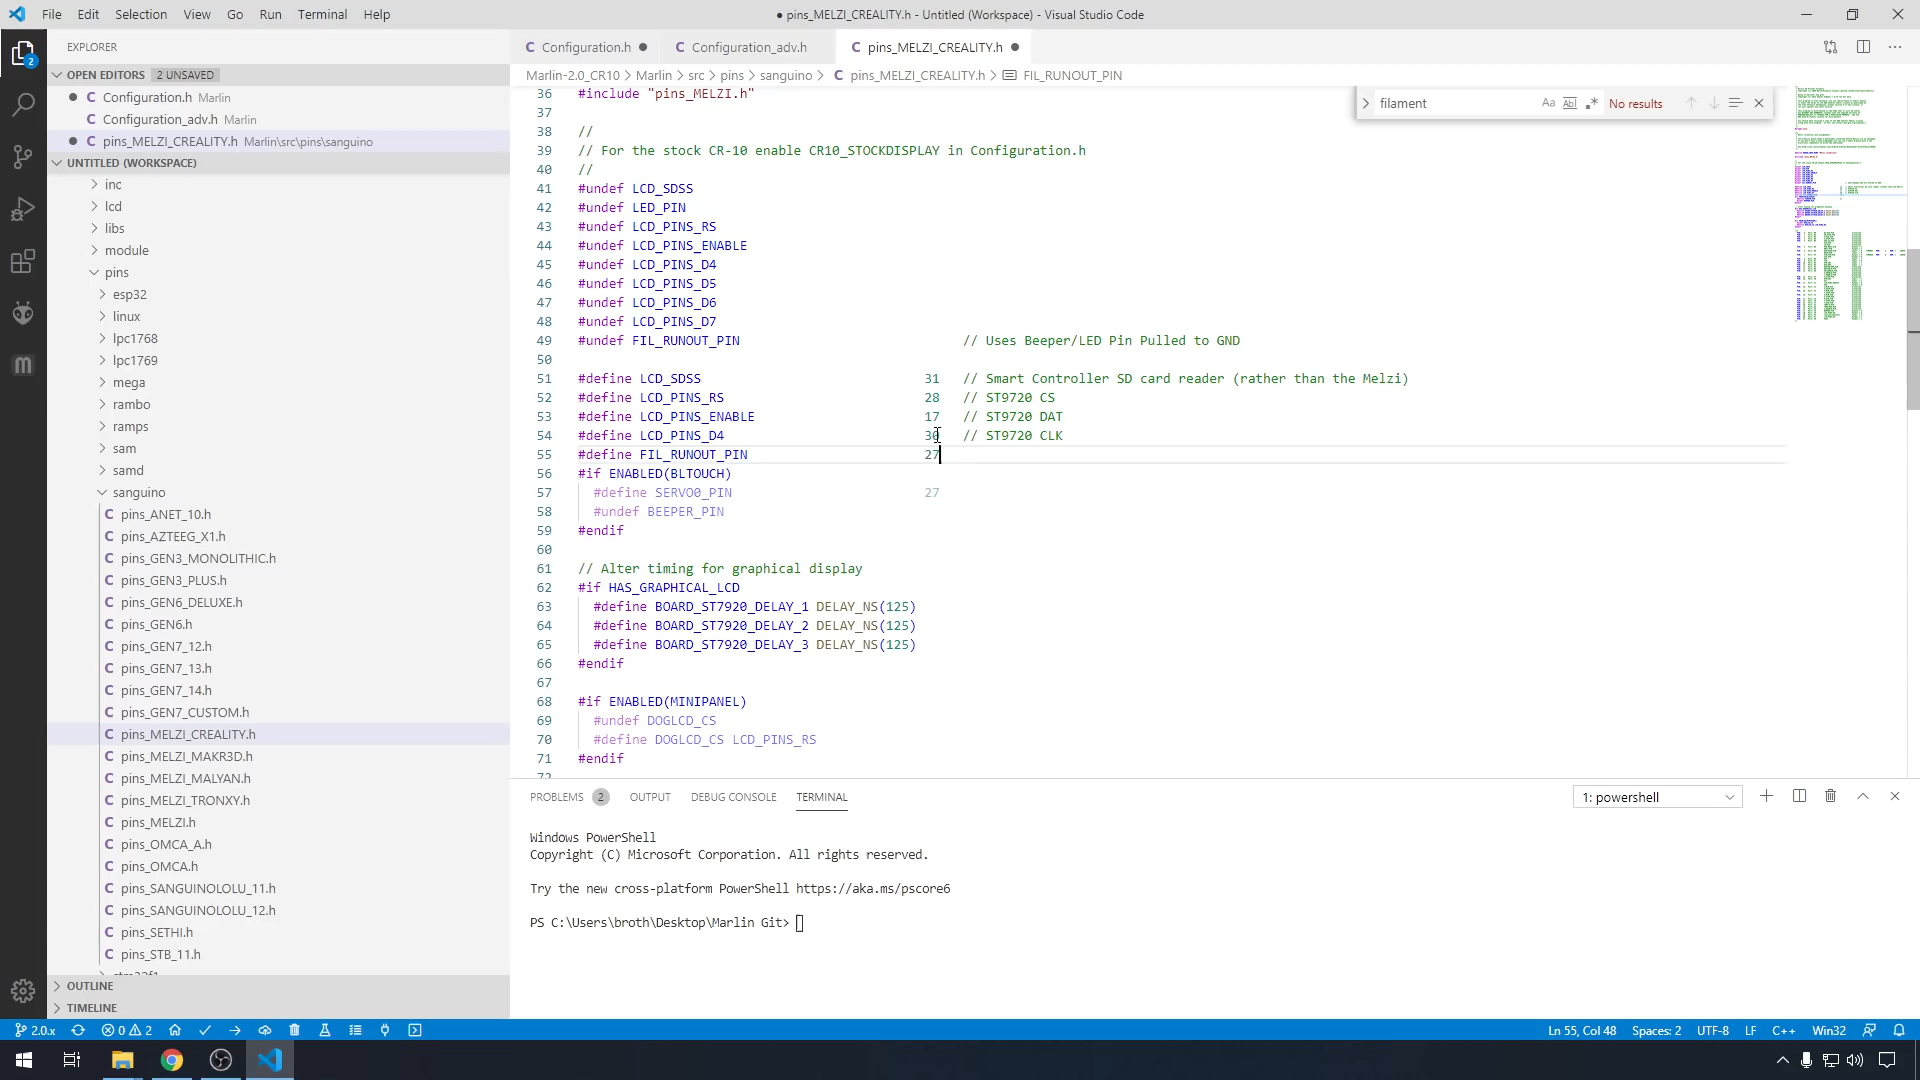 File Edit Selection View Go Run Terminal Help
● pins_MELZI_CREALITY.h - Untitled (Workspace) - Visual Studio Code
EXPLORER
OPEN EDITORS 2 UNSAVED
● C Configuration.h Marlin
C Configuration_adv.h Marlin
● C pins_MELZI_CREALITY.h Marlin\src\pins\sanguino
UNTITLED (WORKSPACE)
inc
lcd
libs
module
pins
esp32
linux
lpc1768
lpc1769
mega
rambo
ramps
sam
samd
sanguino
C pins_ANET_10.h
C pins_AZTEEG_X1.h
C pins_GEN3_MONOLITHIC.h
C pins_GEN3_PLUS.h
C pins_GEN6_DELUXE.h
C pins_GEN6.h
C pins_GEN7_12.h
C pins_GEN7_13.h
C pins_GEN7_14.h
C pins_GEN7_CUSTOM.h
C pins_MELZI_CREALITY.h
C pins_MELZI_MAKR3D.h
C pins_MELZI_MALYAN.h
C pins_MELZI_TRONXY.h
C pins_MELZI.h
C pins_OMCA_A.h
C pins_OMCA.h
C pins_SANGUINOLOLU_11.h
C pins_SANGUINOLOLU_12.h
C pins_SETHI.h
C pins_STB_11.h
OUTLINE
TIMELINE
C Configuration.h ● C Configuration_adv.h C pins_MELZI_CREALITY.h ●
Marlin-2.0_CR10 > Marlin > src > pins > sanguino > C pins_MELZI_CREALITY.h > FIL_RUNOUT_PIN
filament Aa Abl .* No results
36 #include "pins_MELZI.h"
37
38 //
39 // For the stock CR-10 enable CR10_STOCKDISPLAY in Configuration.h
40 //
41 #undef LCD_SDSS
42 #undef LED_PIN
43 #undef LCD_PINS_RS
44 #undef LCD_PINS_ENABLE
45 #undef LCD_PINS_D4
46 #undef LCD_PINS_D5
47 #undef LCD_PINS_D6
48 #undef LCD_PINS_D7
49 #undef FIL_RUNOUT_PIN // Uses Beeper/LED Pin Pulled to GND
50
51 #define LCD_SDSS 31 // Smart Controller SD card reader (rather than the Melzi)
52 #define LCD_PINS_RS 28 // ST9720 CS
53 #define LCD_PINS_ENABLE 17 // ST9720 DAT
54 #define LCD_PINS_D4 30 // ST9720 CLK
55 #define FIL_RUNOUT_PIN 27
56 #if ENABLED(BLTOUCH)
57 #define SERVO0_PIN 27
58 #undef BEEPER_PIN
59 #endif
60
61 // Alter timing for graphical display
62 #if HAS_GRAPHICAL_LCD
63 #define BOARD_ST7920_DELAY_1 DELAY_NS(125)
64 #define BOARD_ST7920_DELAY_2 DELAY_NS(125)
65 #define BOARD_ST7920_DELAY_3 DELAY_NS(125)
66 #endif
67
68 #if ENABLED(MINIPANEL)
69 #undef DOGLCD_CS
70 #define DOGLCD_CS LCD_PINS_RS
71 #endif
72
PROBLEMS 2 OUTPUT DEBUG CONSOLE TERMINAL
1: powershell
Windows PowerShell
Copyright (C) Microsoft Corporation. All rights reserved.
Try the new cross-platform PowerShell https://aka.ms/pscore6
PS C:\Users\broth\Desktop\Marlin Git>
2.0.x 0 2
Ln 55, Col 48 Spaces: 2 UTF-8 LF C++ Win32